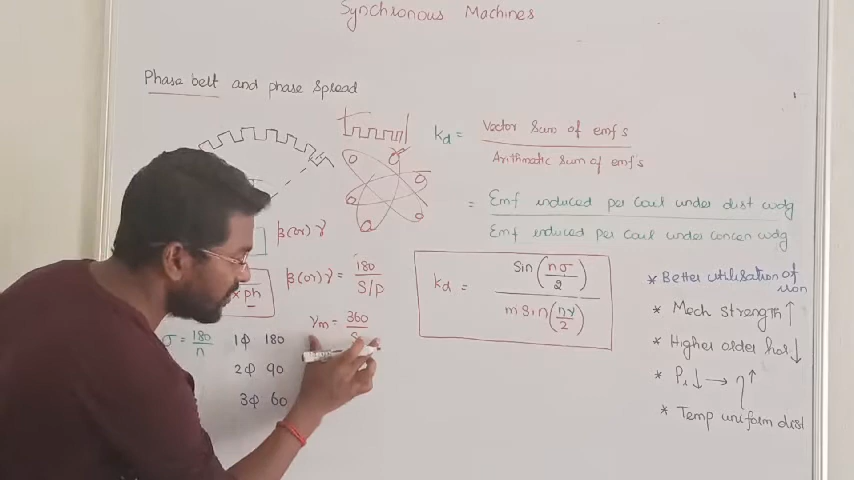 Synchronous Machines
Phase belt and phase Spread
Kd = Vector Sum of emfs
Arithmatic Sum of emf's
= Emf induced per coil under dist wdg
Emf induced per coil under concen wdg
β(or) γ
β(or) γ = 180
S/P
×ph
γm = 360
σ = 180
n
1Φ 180
2Φ 90
3Φ 60
Kd = Sin(nσ/2)
m Sin(nγ/2)
* Better utilisation of
iron
* Mech strength ↑
* Higher order har ↓
* ↓ → η ↑
* Temp uniform dist